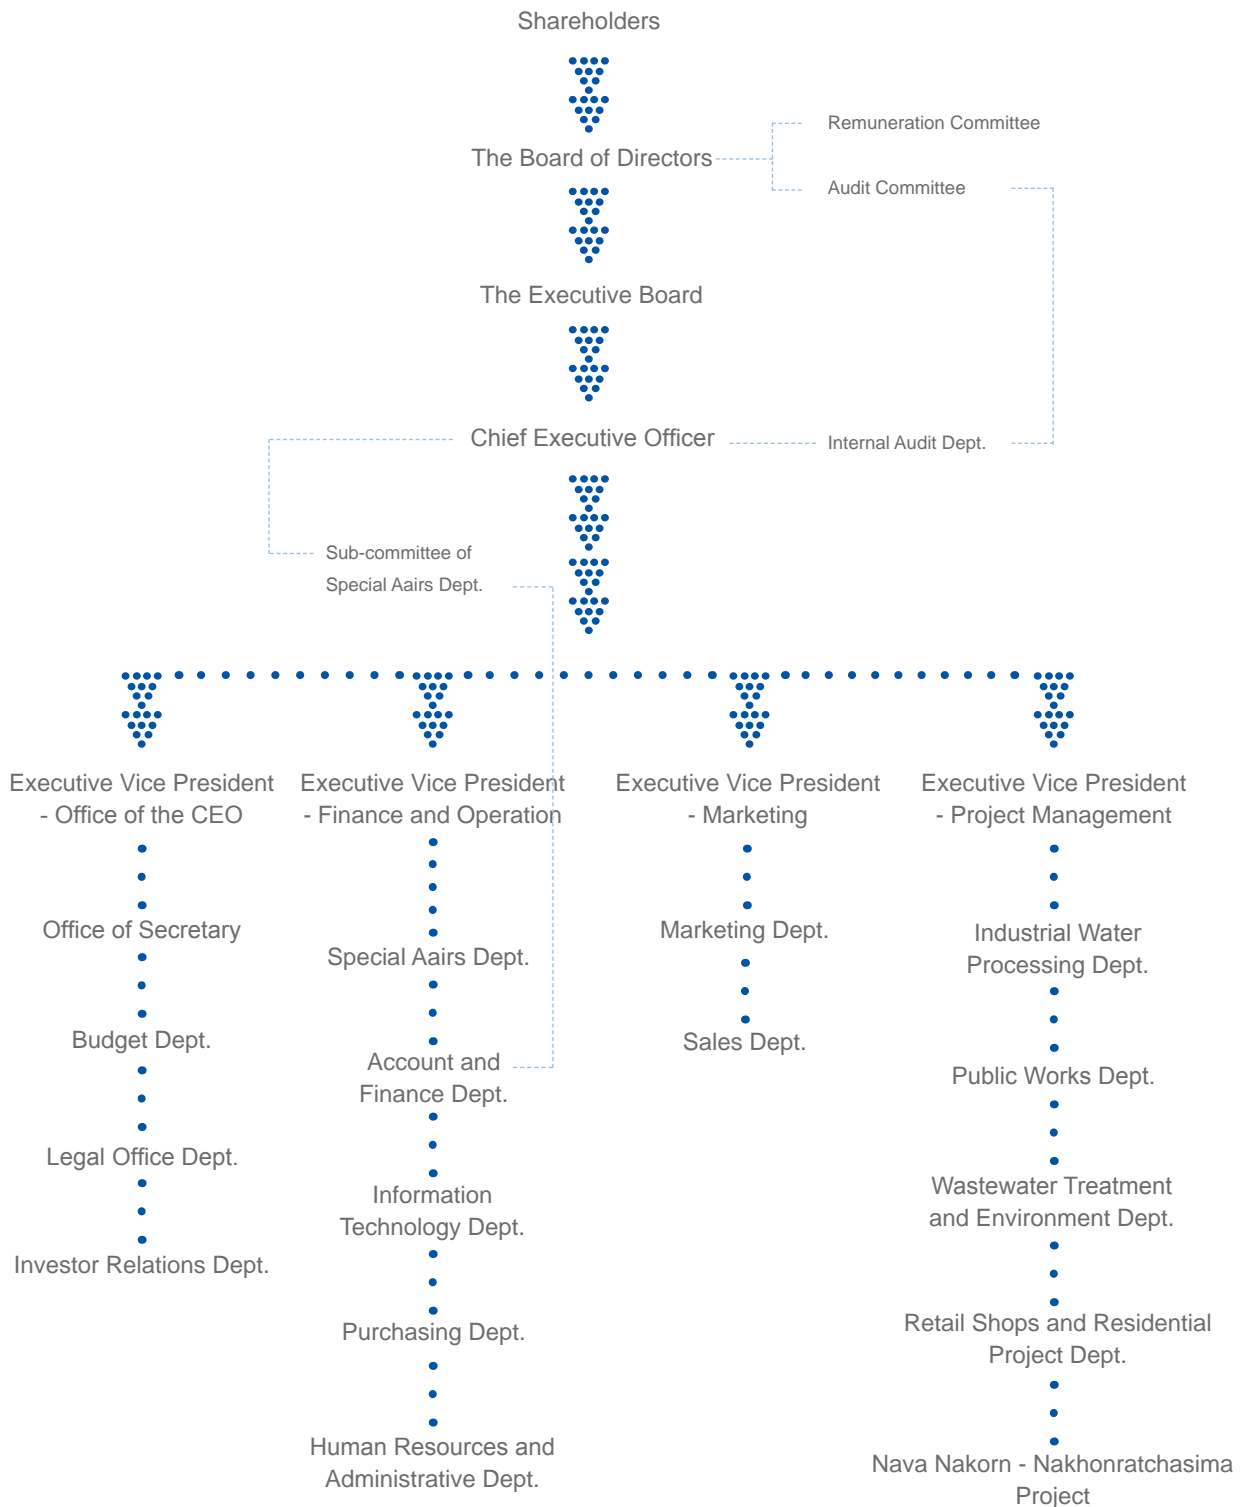 Shareholders
Remuneration Committee
The Board of Directors
Audit Committee
The Executive Board
Chief Executive Officer
Internal Audit Dept.
Sub-committee of
Special Aairs Dept.
Executive Vice President
- Office of the CEO
Executive Vice President
- Finance and Operation
Executive Vice President
- Marketing
Executive Vice President
- Project Management
Office of Secretary
Budget Dept.
Legal Office Dept.
Investor Relations Dept.
Special Aairs Dept.
Account and
Finance Dept.
Information
Technology Dept.
Purchasing Dept.
Human Resources and
Administrative Dept.
Marketing Dept.
Sales Dept.
Industrial Water
Processing Dept.
Public Works Dept.
Wastewater Treatment
and Environment Dept.
Retail Shops and Residential
Project Dept.
Nava Nakorn - Nakhonratchasima
Project